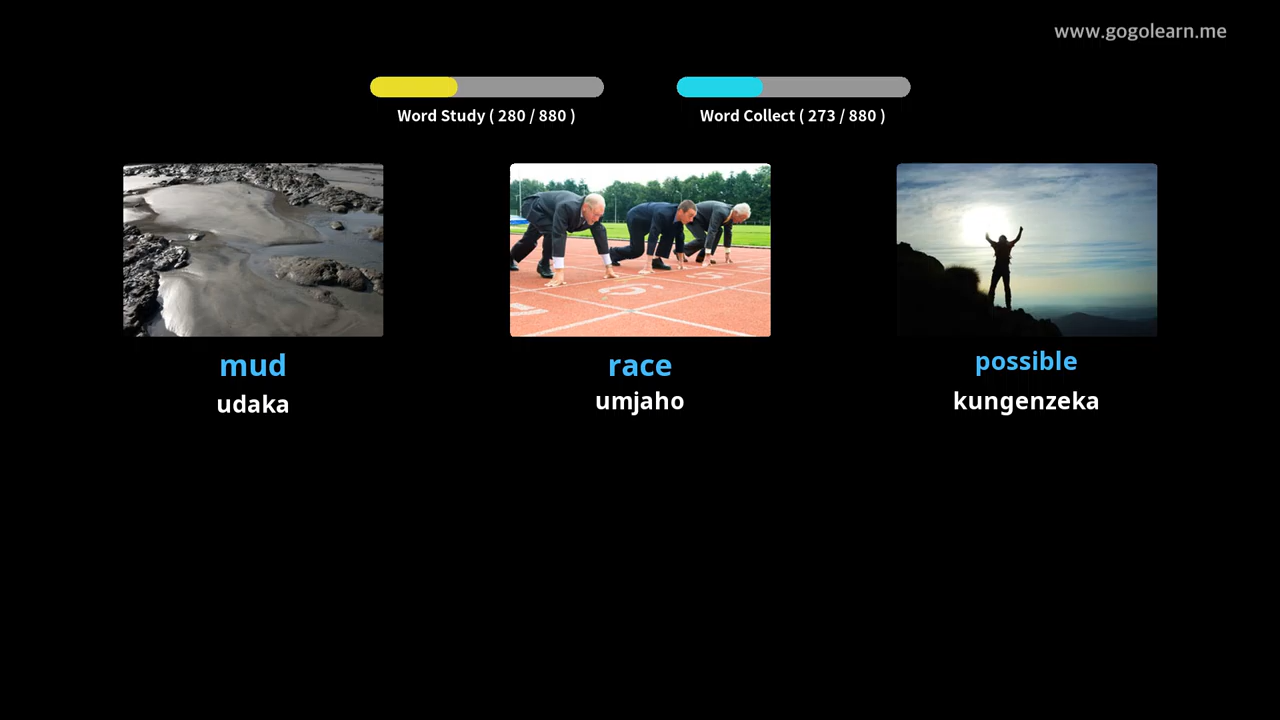 www.gogolearn.me
Word Study ( 280 / 880 )
Word Collect ( 273 / 880 )
mud
udaka
race
umjaho
possible
kungenzeka